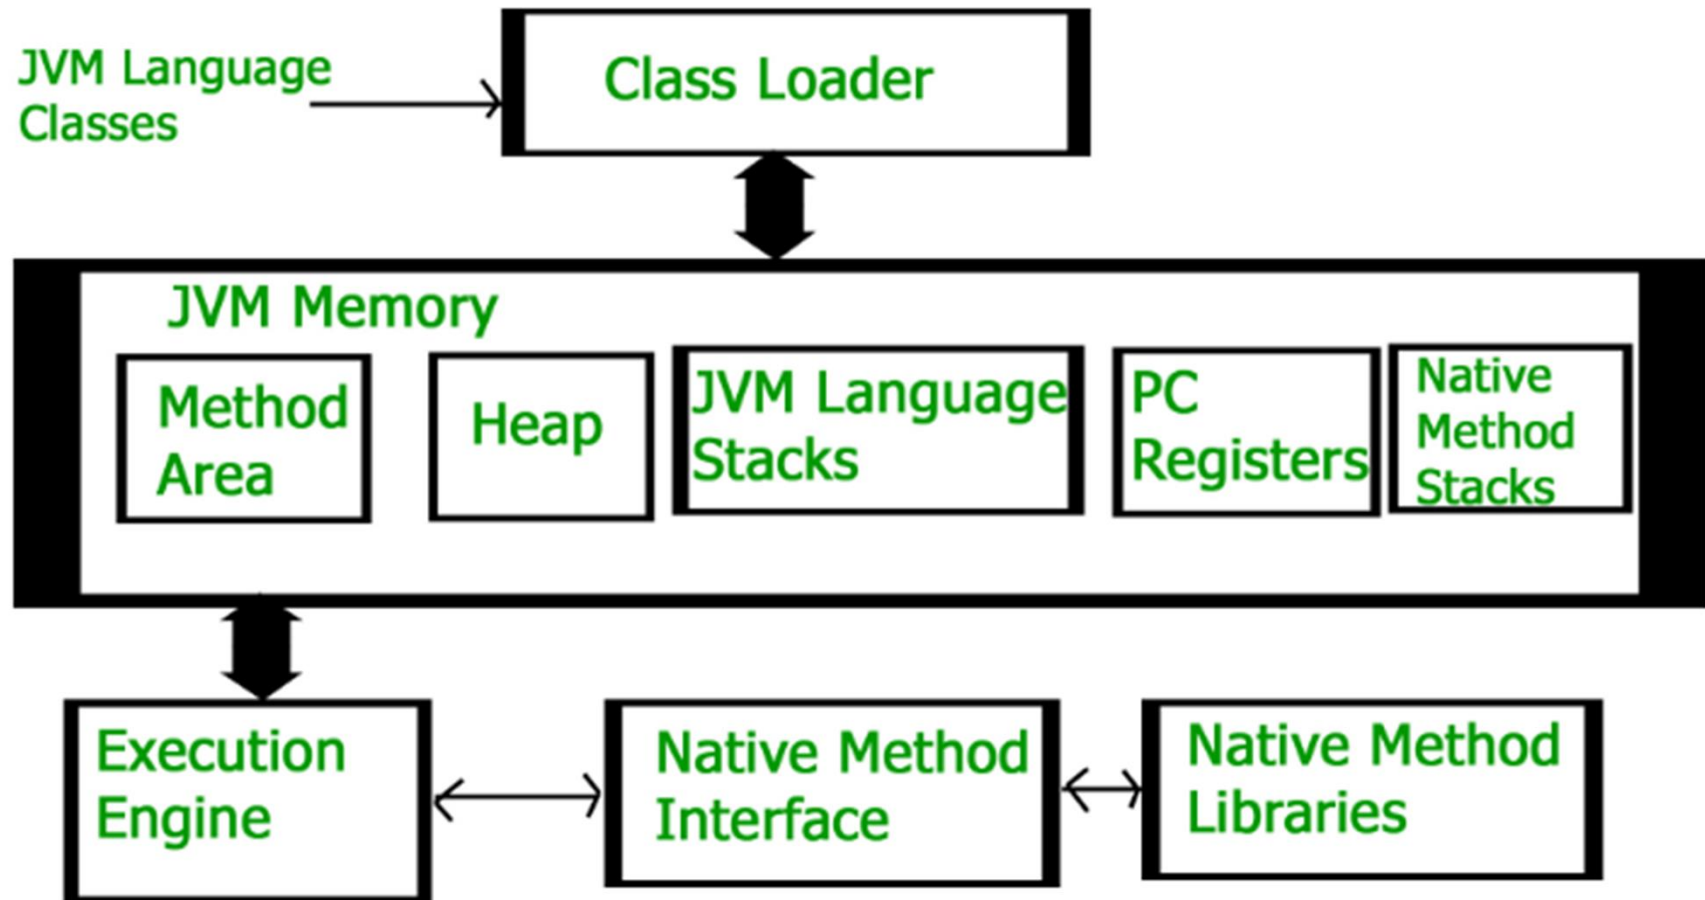 JVM Language
Classes
Class Loader
JVM Memory
Method
Area
Heap
JVM Language
Stacks
PC
Registers
Native
Method
Stacks
Execution
Engine
Native Method
Interface
Native Method
Libraries